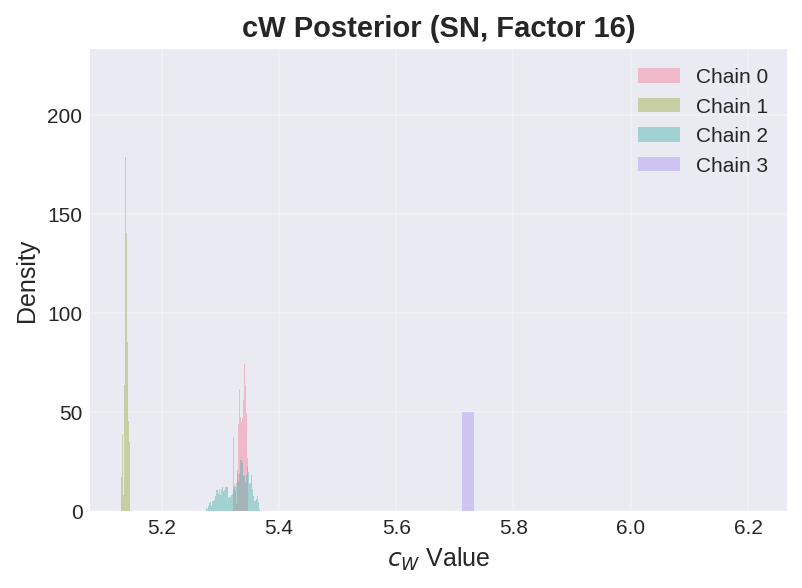 cW Posterior (SN, Factor 16)
Chain 0
Chain 1
Chain 2
Chain 3
200
150
100
50
0
Density
5.2 5.4 5.6 5.8 6.0 6.2
c_W Value